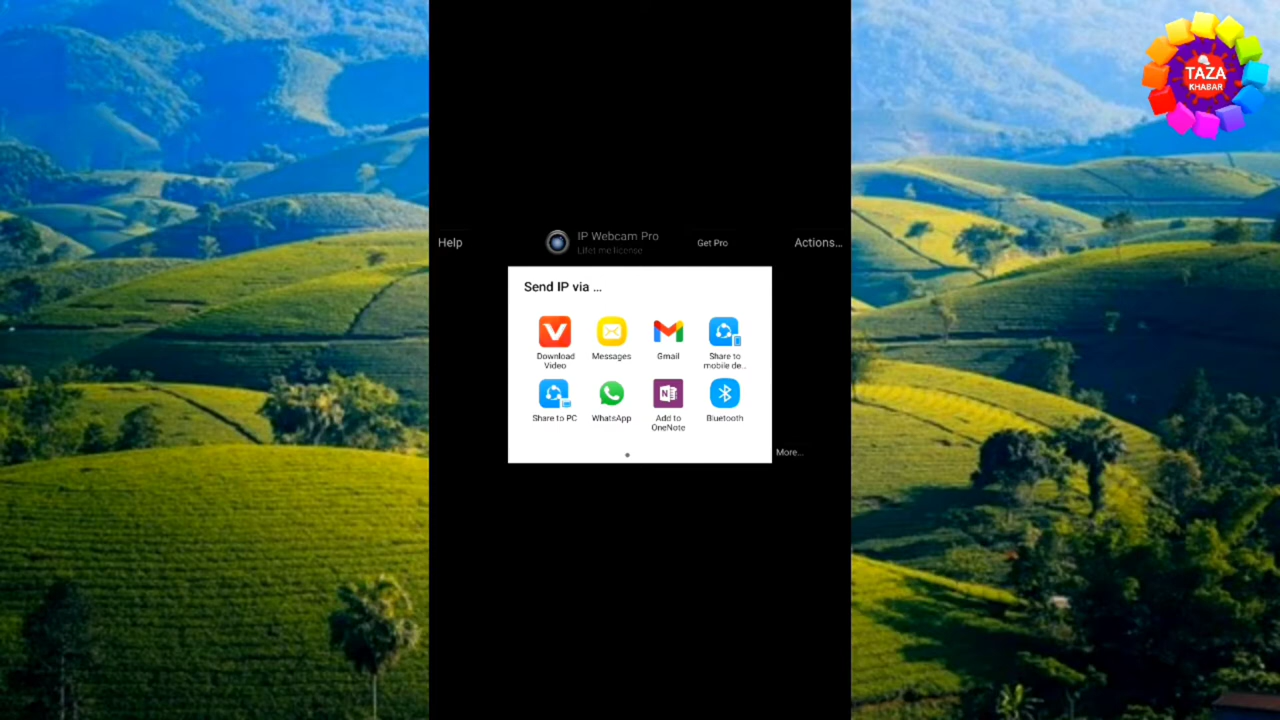 TAZA
KHABAR
Help
IP Webcam Pro
Get Pro
Actions...
Send IP via ...
Download
Video
Messages
Gmail
Share to
mobile de..
Share to PC
WhatsApp
Add to
OneNote
Bluetooth
More...